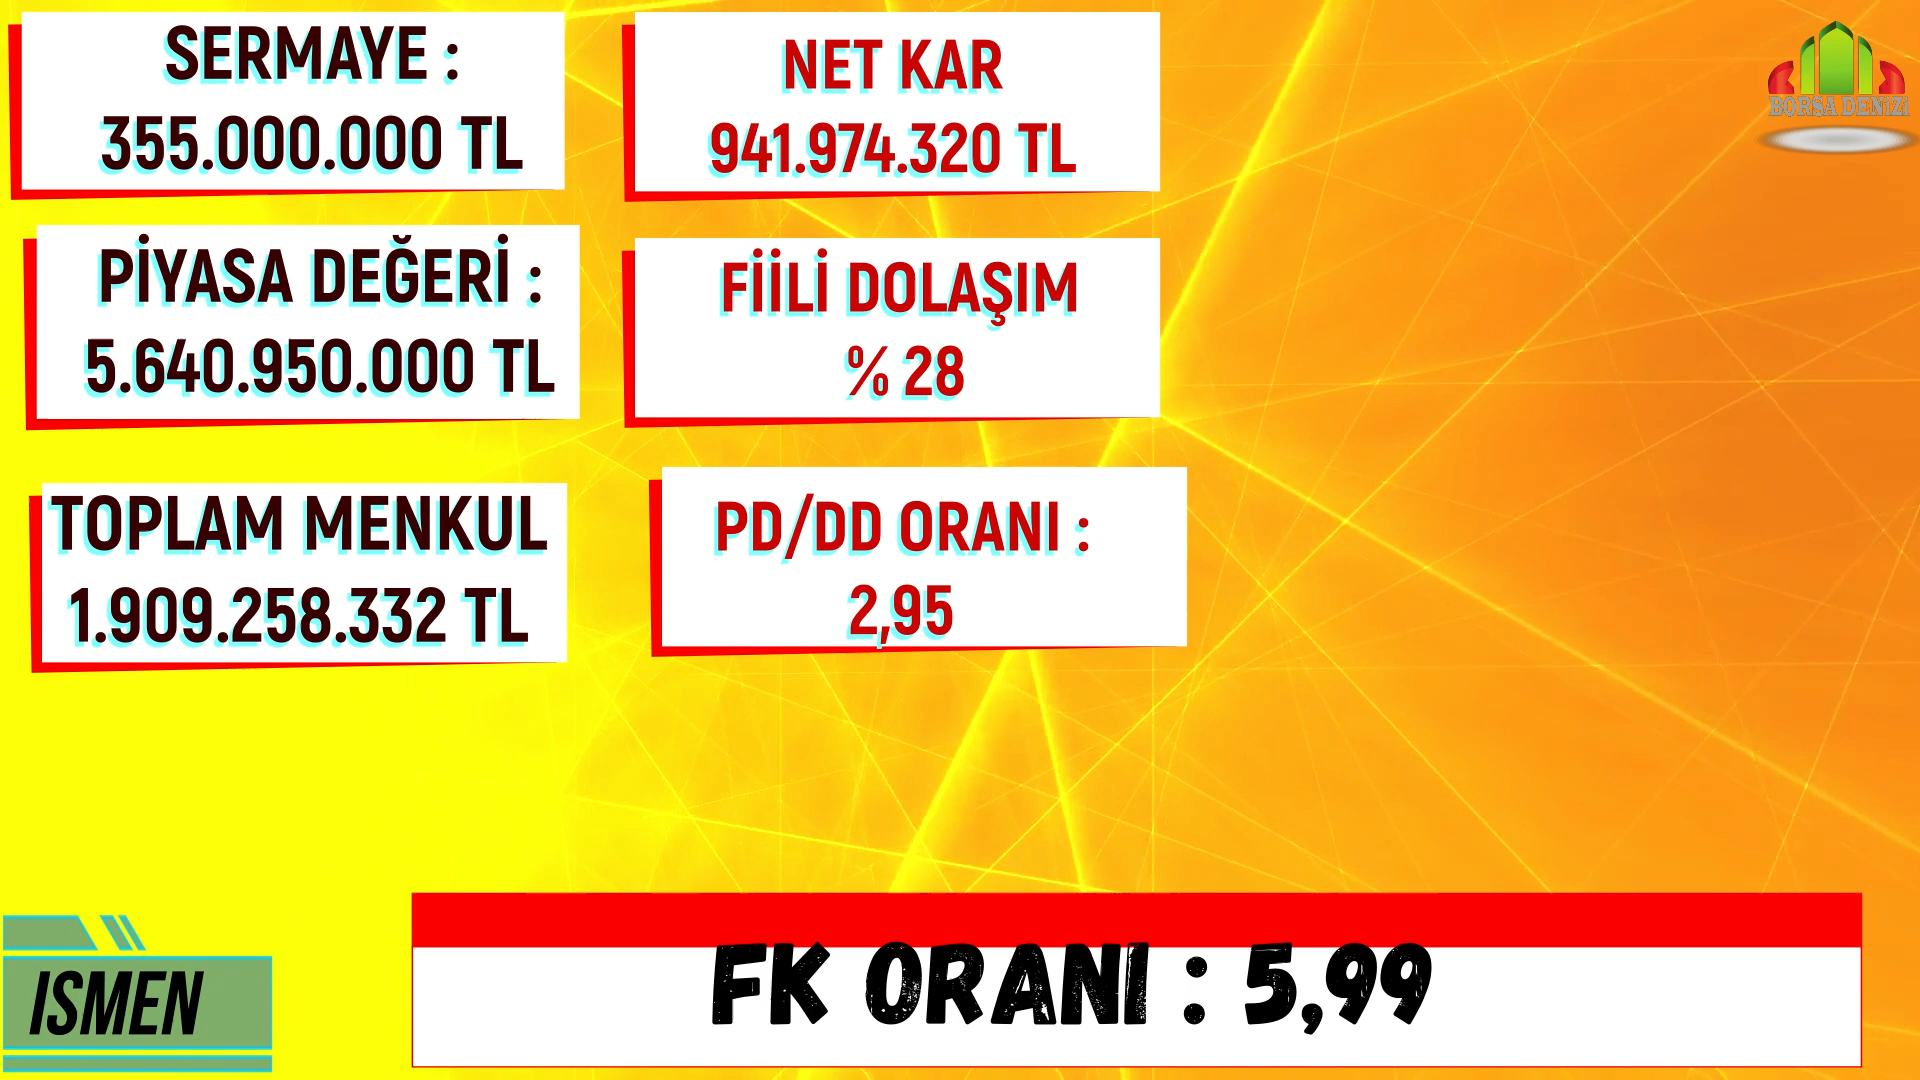 SERMAYE :
355.000.000 TL
NET KAR
941.974.320 TL
BORSA DENİZİ
PİYASA DEĞERİ :
5.640.950.000 TL
FİİLİ DOLAŞIM
% 28
TOPLAM MENKUL
1.909.258.332 TL
PD/DD ORANI :
2,95
ISMEN
FK ORANI : 5,99